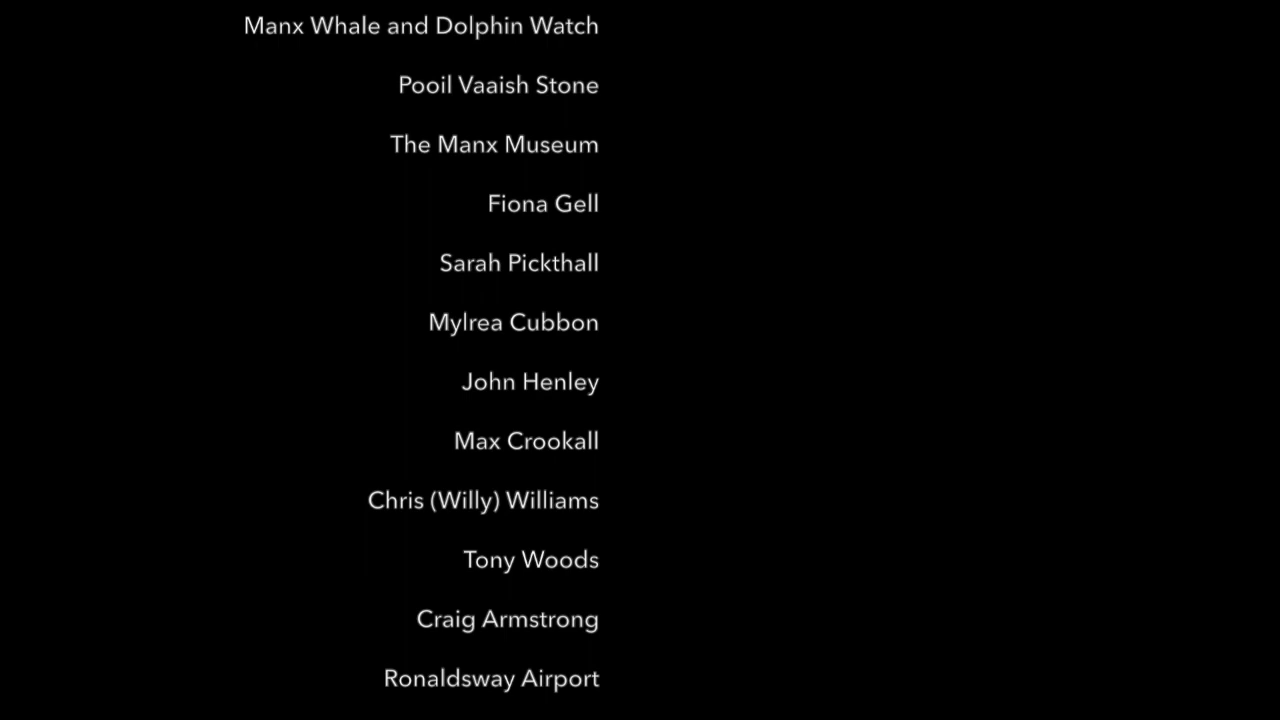 Manx Whale and Dolphin Watch
Pooil Vaaish Stone
The Manx Museum
Fiona Gell
Sarah Pickthall
Mylrea Cubbon
John Henley
Max Crookall
Chris (Willy) Williams
Tony Woods
Craig Armstrong
Ronaldsway Airport